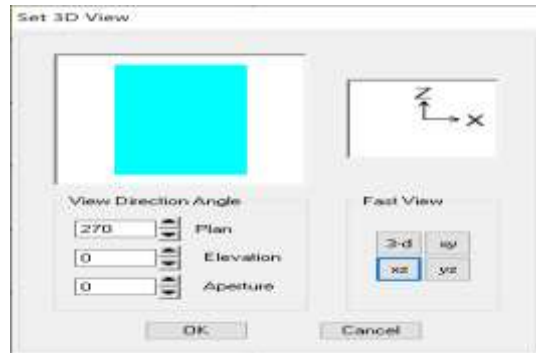 Set 3D View
Z
X
View Direction Angle
Fast View
270 Plan
3-d xy
0 Elevation
xz yz
0 Aperture
OK Cancel